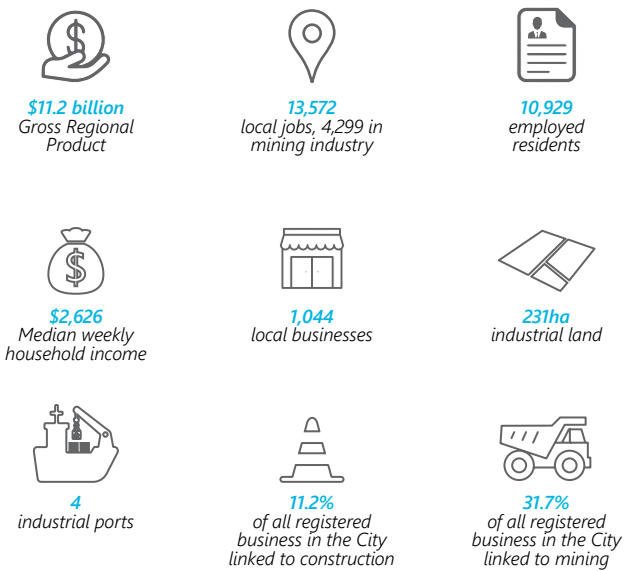 $11.2 billion
Gross Regional
Product
13,572
local jobs, 4,299 in
mining industry
10,929
employed
residents
$2,626
Median weekly
household income
1,044
local businesses
231ha
industrial land
4
industrial ports
11.2%
of all registered
business in the City
linked to construction
31.7%
of all registered
business in the City
linked to mining